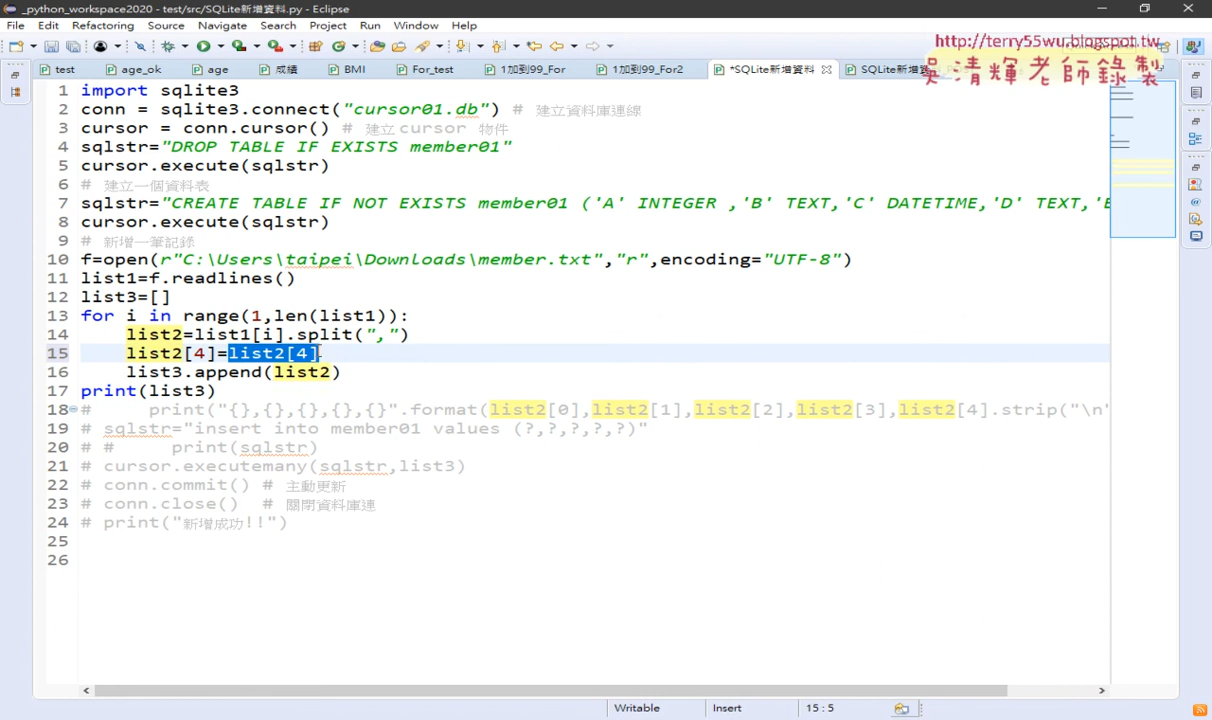 _python_workspace2020 - test/src/SQLite新增資料.py - Eclipse
File Edit Refactoring Source Navigate Search Project Run Window Help
http://terry55wu.blogspot.tw
吳清輝老師錄製
test age_ok age 成績 BMI For_test 1加到99_For 1加到99_For2 *SQLite新增資料 SQLite新增資
1 import sqlite3
2 conn = sqlite3.connect("cursor01.db") # 建立資料庫連線
3 cursor = conn.cursor() # 建立 cursor 物件
4 sqlstr="DROP TABLE IF EXISTS member01"
5 cursor.execute(sqlstr)
6 # 建立一個資料表
7 sqlstr="CREATE TABLE IF NOT EXISTS member01 ('A' INTEGER ,'B' TEXT,'C' DATETIME,'D' TEXT,'E
8 cursor.execute(sqlstr)
9 # 新增一筆記錄
10 f=open(r"C:\Users\taipei\Downloads\member.txt","r",encoding="UTF-8")
11 list1=f.readlines()
12 list3=[]
13 for i in range(1,len(list1)):
14 list2=list1[i].split(",")
15 list2[4]=list2[4]
16 list3.append(list2)
17 print(list3)
18 # print("{},{},{},{},{}".format(list2[0],list2[1],list2[2],list2[3],list2[4].strip("\n"
19 # sqlstr="insert into member01 values (?,?,?,?,?)"
20 # # print(sqlstr)
21 # cursor.executemany(sqlstr,list3)
22 # conn.commit() # 主動更新
23 # conn.close() # 關閉資料庫連
24 # print("新增成功!!")
25
26
Writable Insert 15 : 5